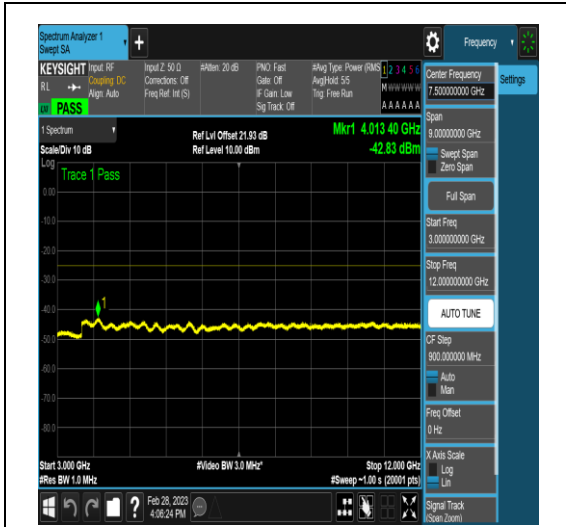 Spectrum Analyzer 1
Swept SA
+
Frequency
KEYSIGHT
RL
PASS
Input: RF
Coupling: DC
Align: Auto
Input Z: 50 Ω
Corrections: Off
Freq Ref: Int (S)
#Atten: 20 dB
PNO: Fast
Gate: Off
IF Gain: Low
Sig Track: Off
#Avg Type: Power (RMS
Avg|Hold: 5/5
Trig: Free Run
1 2 3 4 5 6
M W W W W W
A A A A A A
Center Frequency
7.500000000 GHz
Settings
Span
9.00000000 GHz
Swept Span
Zero Span
Full Span
Start Freq
3.000000000 GHz
Stop Freq
12.000000000 GHz
AUTO TUNE
CF Step
900.000000 MHz
Auto
Man
Freq Offset
0 Hz
X Axis Scale
Log
Lin
Signal Track
(Span Zoom)
1 Spectrum
Scale/Div 10 dB
Ref Lvl Offset 21.93 dB
Ref Level 10.00 dBm
Mkr1 4.013 40 GHz
-42.83 dBm
Log
Trace 1 Pass
0.00
-10.0
-20.0
-30.0
-40.0
-50.0
-60.0
-70.0
-80.0
1
Start 3.000 GHz
#Res BW 1.0 MHz
#Video BW 3.0 MHz*
Stop 12.000 GHz
#Sweep ~1.00 s (20001 pts)
?
Feb 28, 2023
4:06:24 PM